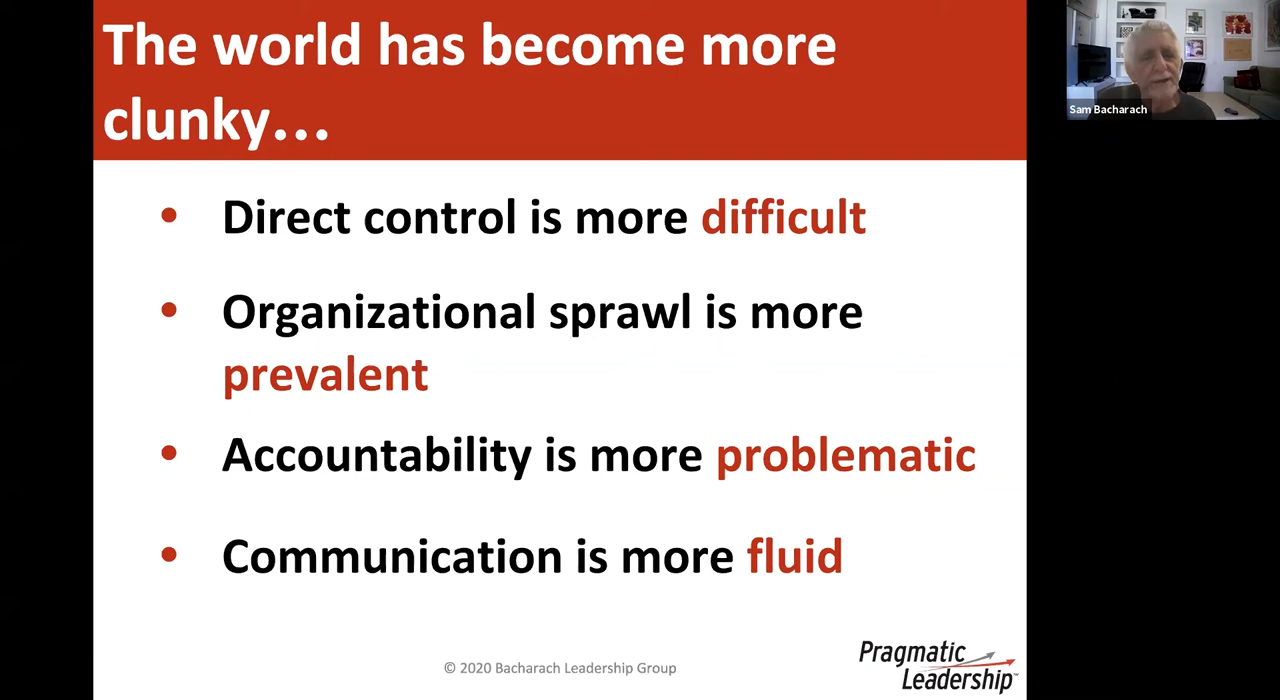 The world has become more
clunky...
Sam Bacharach
• Direct control is more difficult
• Organizational sprawl is more
prevalent
• Accountability is more problematic
• Communication is more fluid
© 2020 Bacharach Leadership Group
Pragmatic
Leadership™